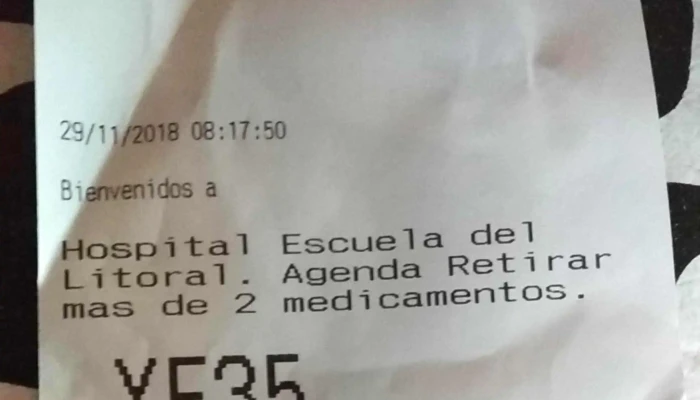 29/11/2018 08:17:50
Bienvenidos a
Hospital Escuela del
Litoral. Agenda Retirar
mas de 2 medicamentos.